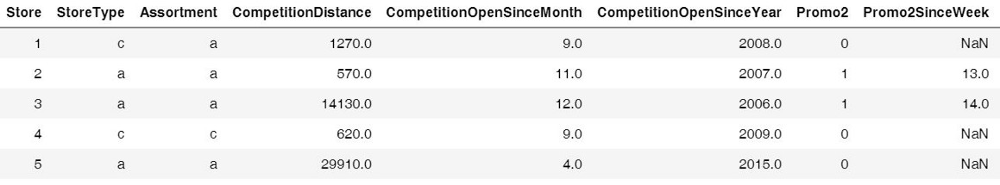 Store StoreType Assortment CompetitionDistance CompetitionOpenSinceMonth CompetitionOpenSinceYear Promo2 Promo2SinceWeek
1 c a 1270.0 9.0 2008.0 0 NaN
2 a a 570.0 11.0 2007.0 1 13.0
3 a a 14130.0 12.0 2006.0 1 14.0
4 c c 620.0 9.0 2009.0 0 NaN
5 a a 29910.0 4.0 2015.0 0 NaN